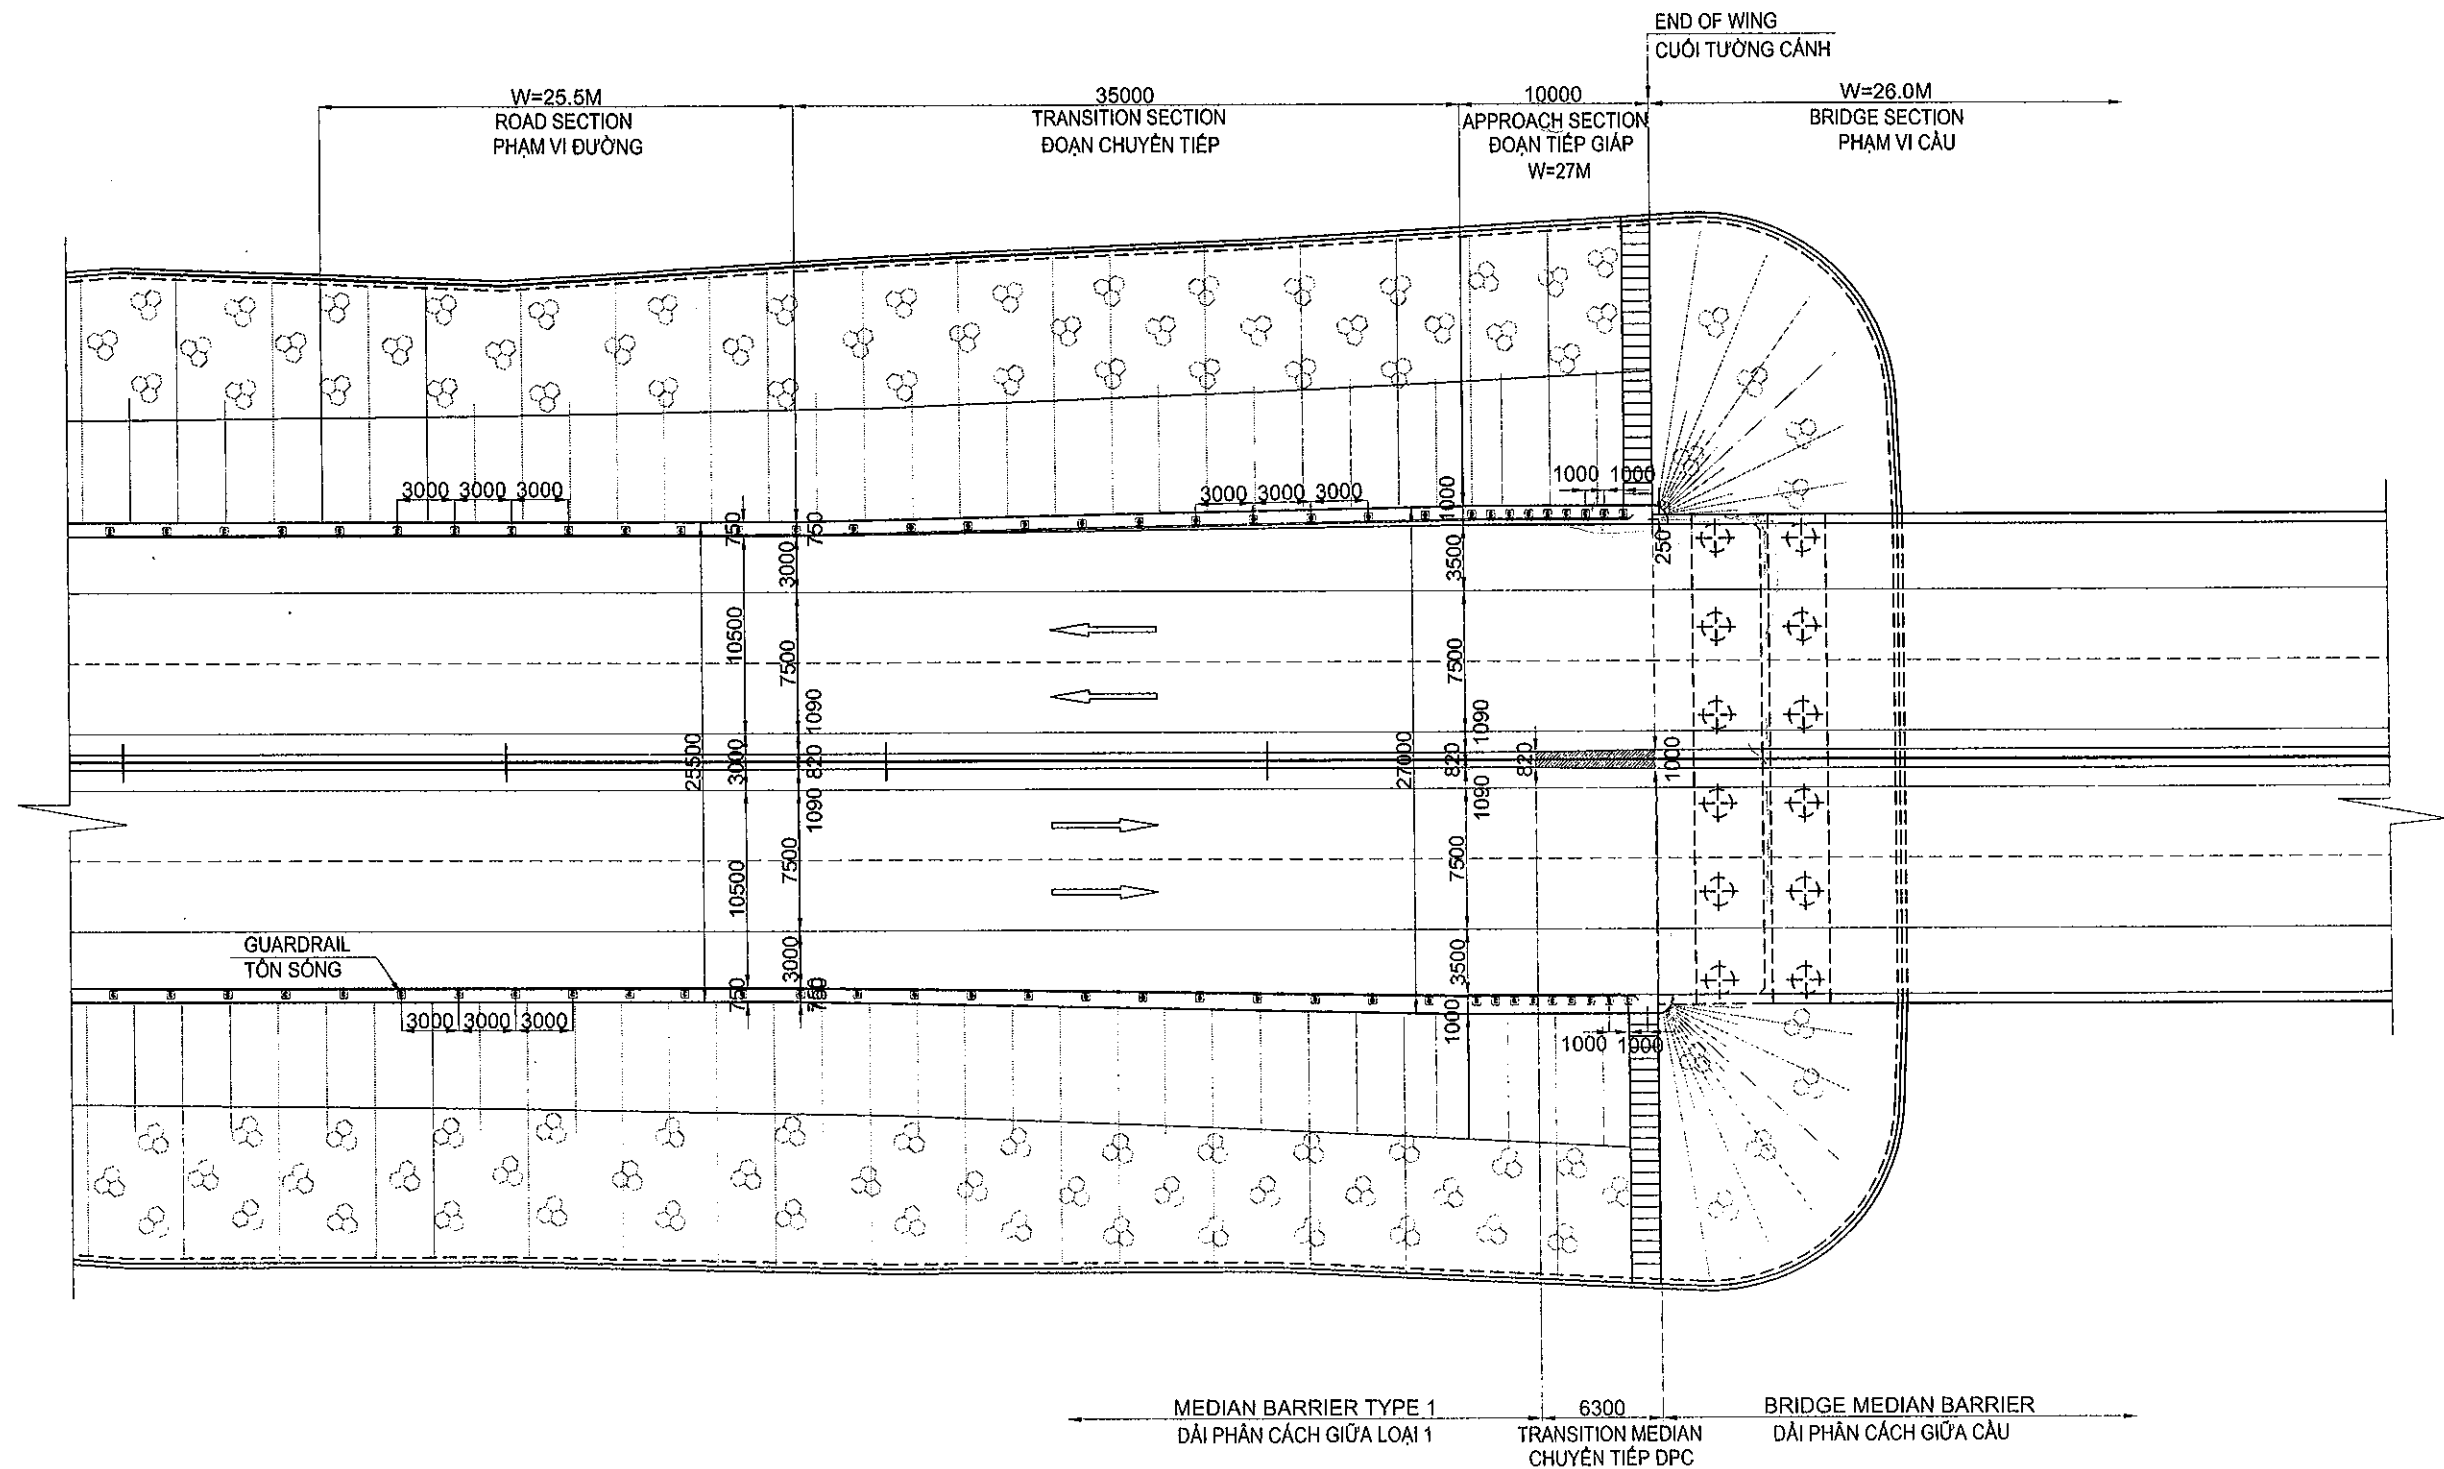 END OF WING
CUỐI TƯỜNG CÁNH
W=25.5M
ROAD SECTION
PHẠM VI ĐƯỜNG
35000
TRANSITION SECTION
ĐOẠN CHUYỂN TIẾP
10000
APPROACH SECTION
ĐOẠN TIẾP GIÁP
W=27M
W=26.0M
BRIDGE SECTION
PHẠM VI CẦU
3000 3000 3000
3000 3000 3000
1000 1000
750
750
1000
250
3000
3500
10500
7500
7500
1090
1090
25500
3000
820
27000
820
820
1000
1090
1090
10500
7500
7500
3000
3500
GUARDRAIL
TÔN SÓNG
750
750
1000
3000 3000 3000
1000 1000
MEDIAN BARRIER TYPE 1
DẢI PHÂN CÁCH GIỮA LOẠI 1
6300
TRANSITION MEDIAN
CHUYỂN TIẾP DPC
BRIDGE MEDIAN BARRIER
DẢI PHÂN CÁCH GIỮA CẦU